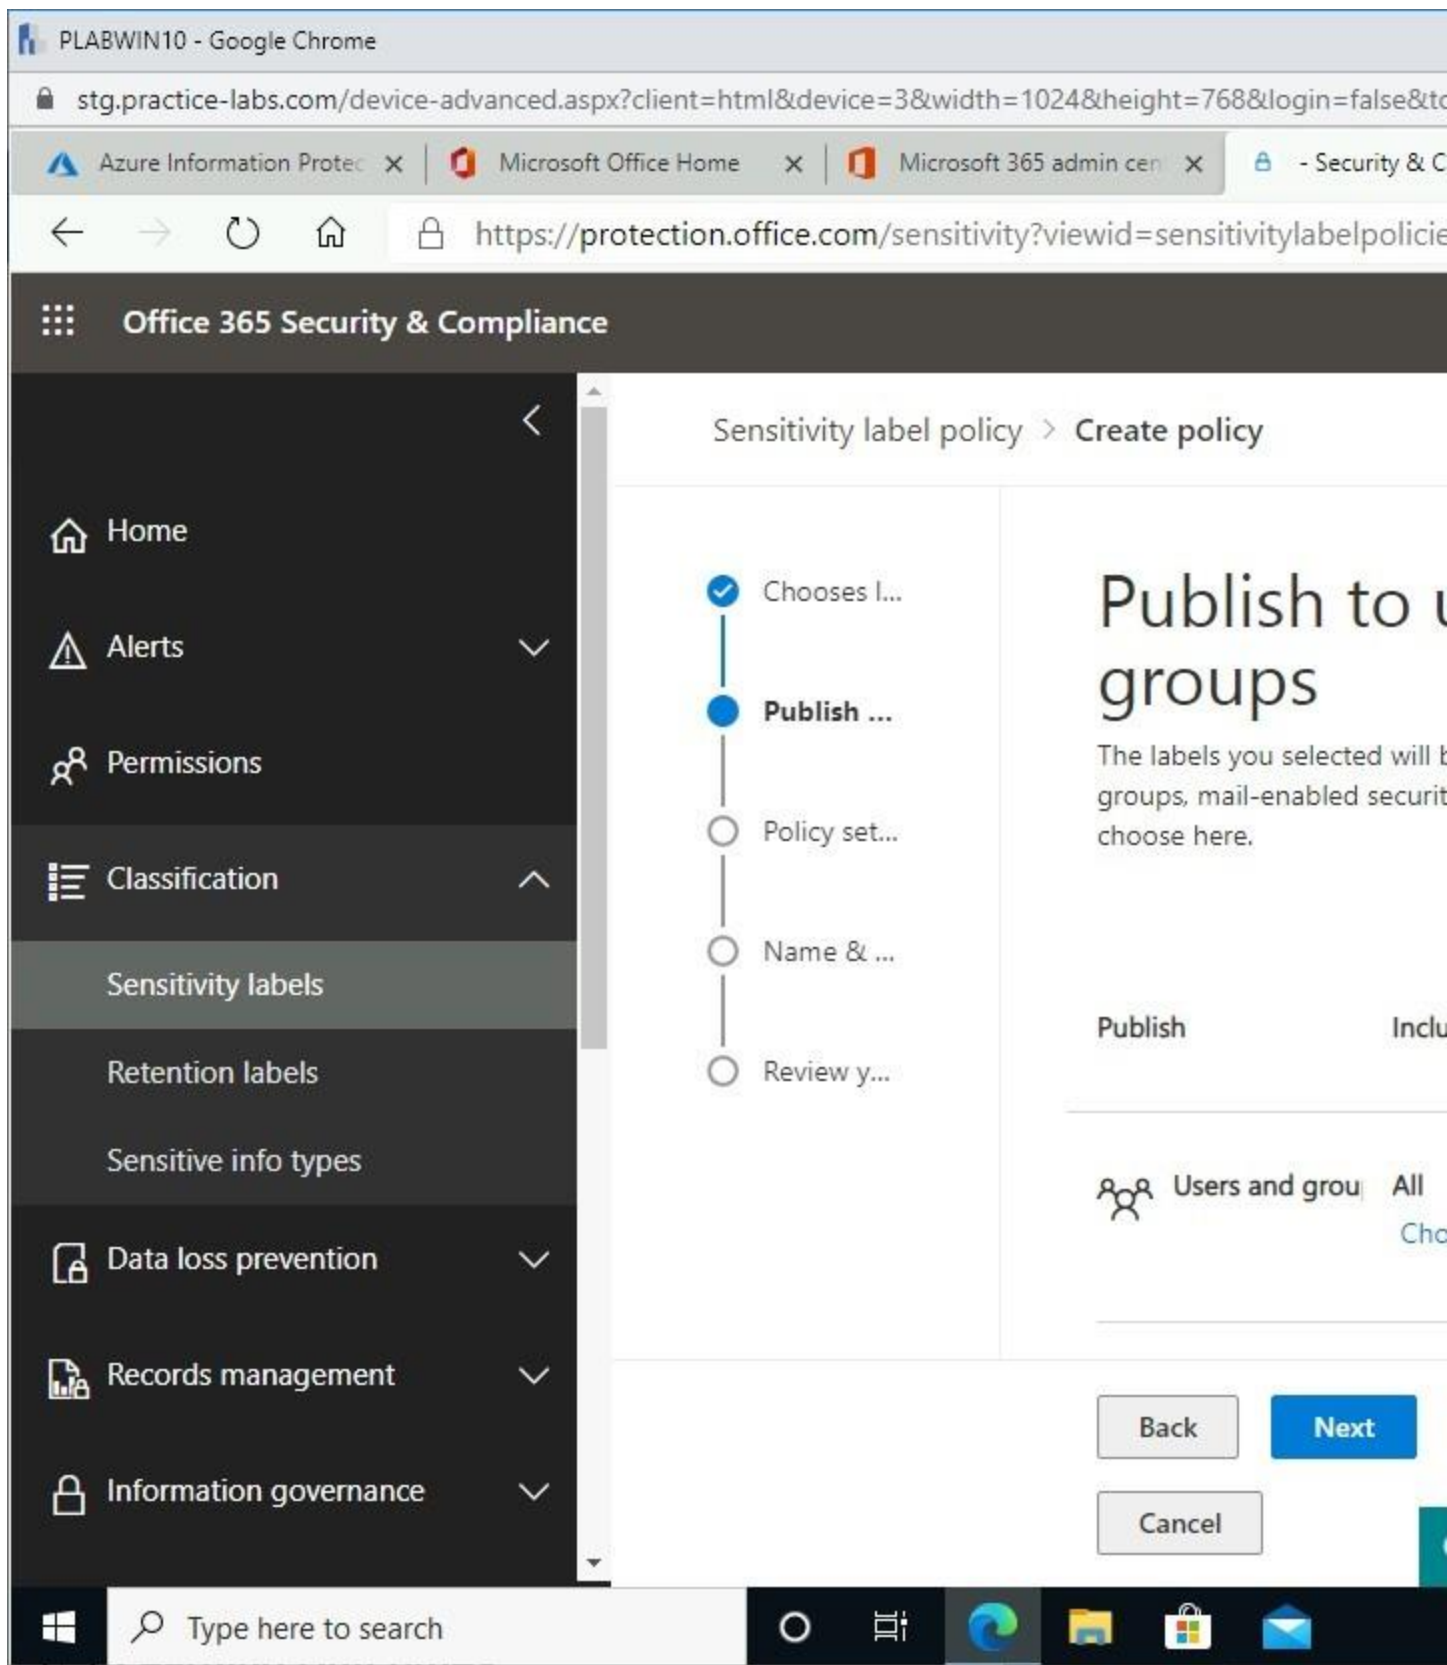 PLABWIN10 - Google Chrome
stg.practice-labs.com/device-advanced.aspx?client=html&device=3&width=1024&height=768&login=false&to
Azure Information Protec
Microsoft Office Home
Microsoft 365 admin cen
- Security & C
https://protection.office.com/sensitivity?viewid=sensitivitylabelpolicie
Office 365 Security & Compliance
Home
Alerts
Permissions
Classification
Sensitivity labels
Retention labels
Sensitive info types
Data loss prevention
Records management
Information governance
Sensitivity label policy > Create policy
Chooses l...
Publish ...
Policy set...
Name & ...
Review y...
Publish to
groups
The labels you selected will
groups, mail-enabled securit
choose here.
Publish Inclu
Users and grou All
Cho
Back Next
Cancel
Type here to search